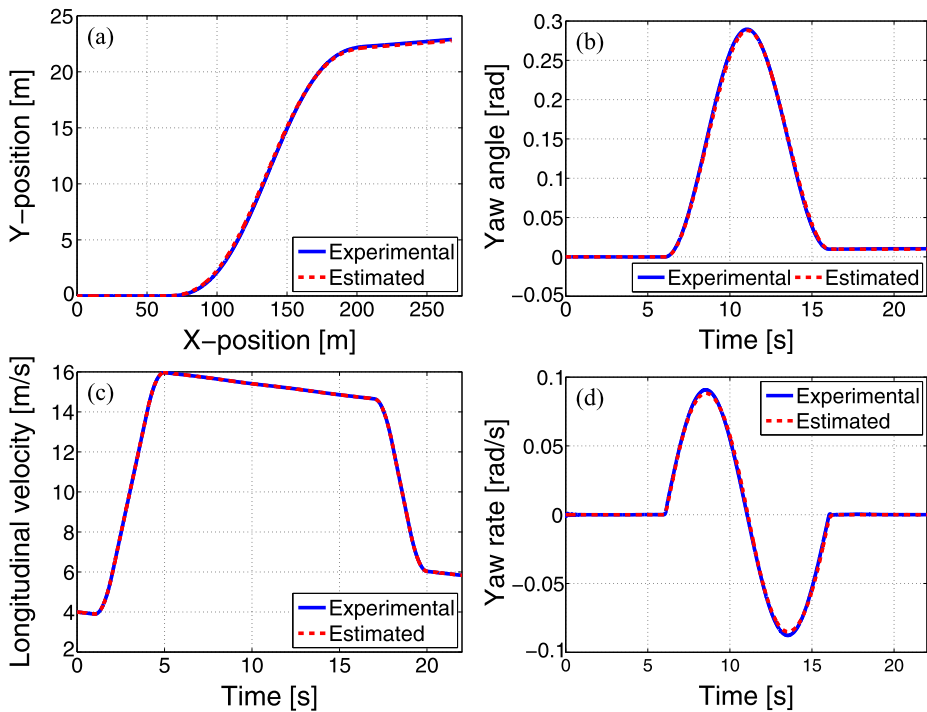 (a)
25
20
15
10
5
0
0 50 100 150 200 250
Y−position [m]
X−position [m]
Experimental
Estimated
(b)
0.3
0.25
0.2
0.15
0.1
0.05
0
−0.05
0 5 10 15 20
Yaw angle [rad]
Time [s]
Experimental Estimated
(c)
16
14
12
10
8
6
4
2
0 5 10 15 20
Longitudinal velocity [m/s]
Time [s]
Experimental
Estimated
(d)
0.1
0.05
0
−0.05
−0.1
0 5 10 15 20
Yaw rate [rad/s]
Time [s]
Experimental
Estimated